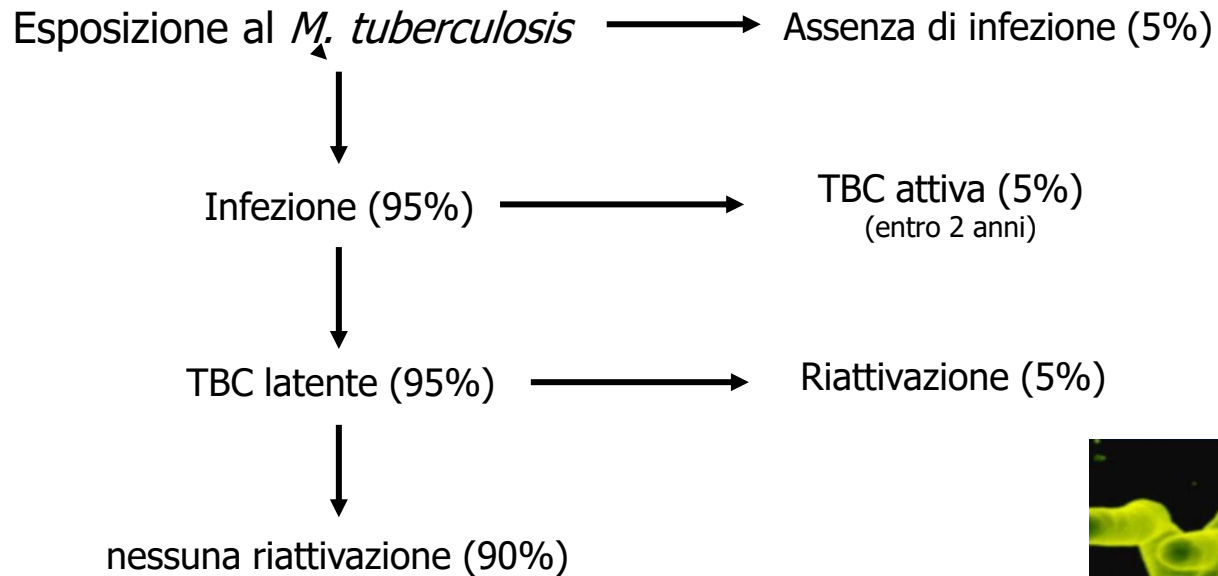 Esposizione al M. tuberculosis
Assenza di infezione (5%)
Infezione (95%)
TBC attiva (5%)
(entro 2 anni)
TBC latente (95%)
Riattivazione (5%)
nessuna riattivazione (90%)